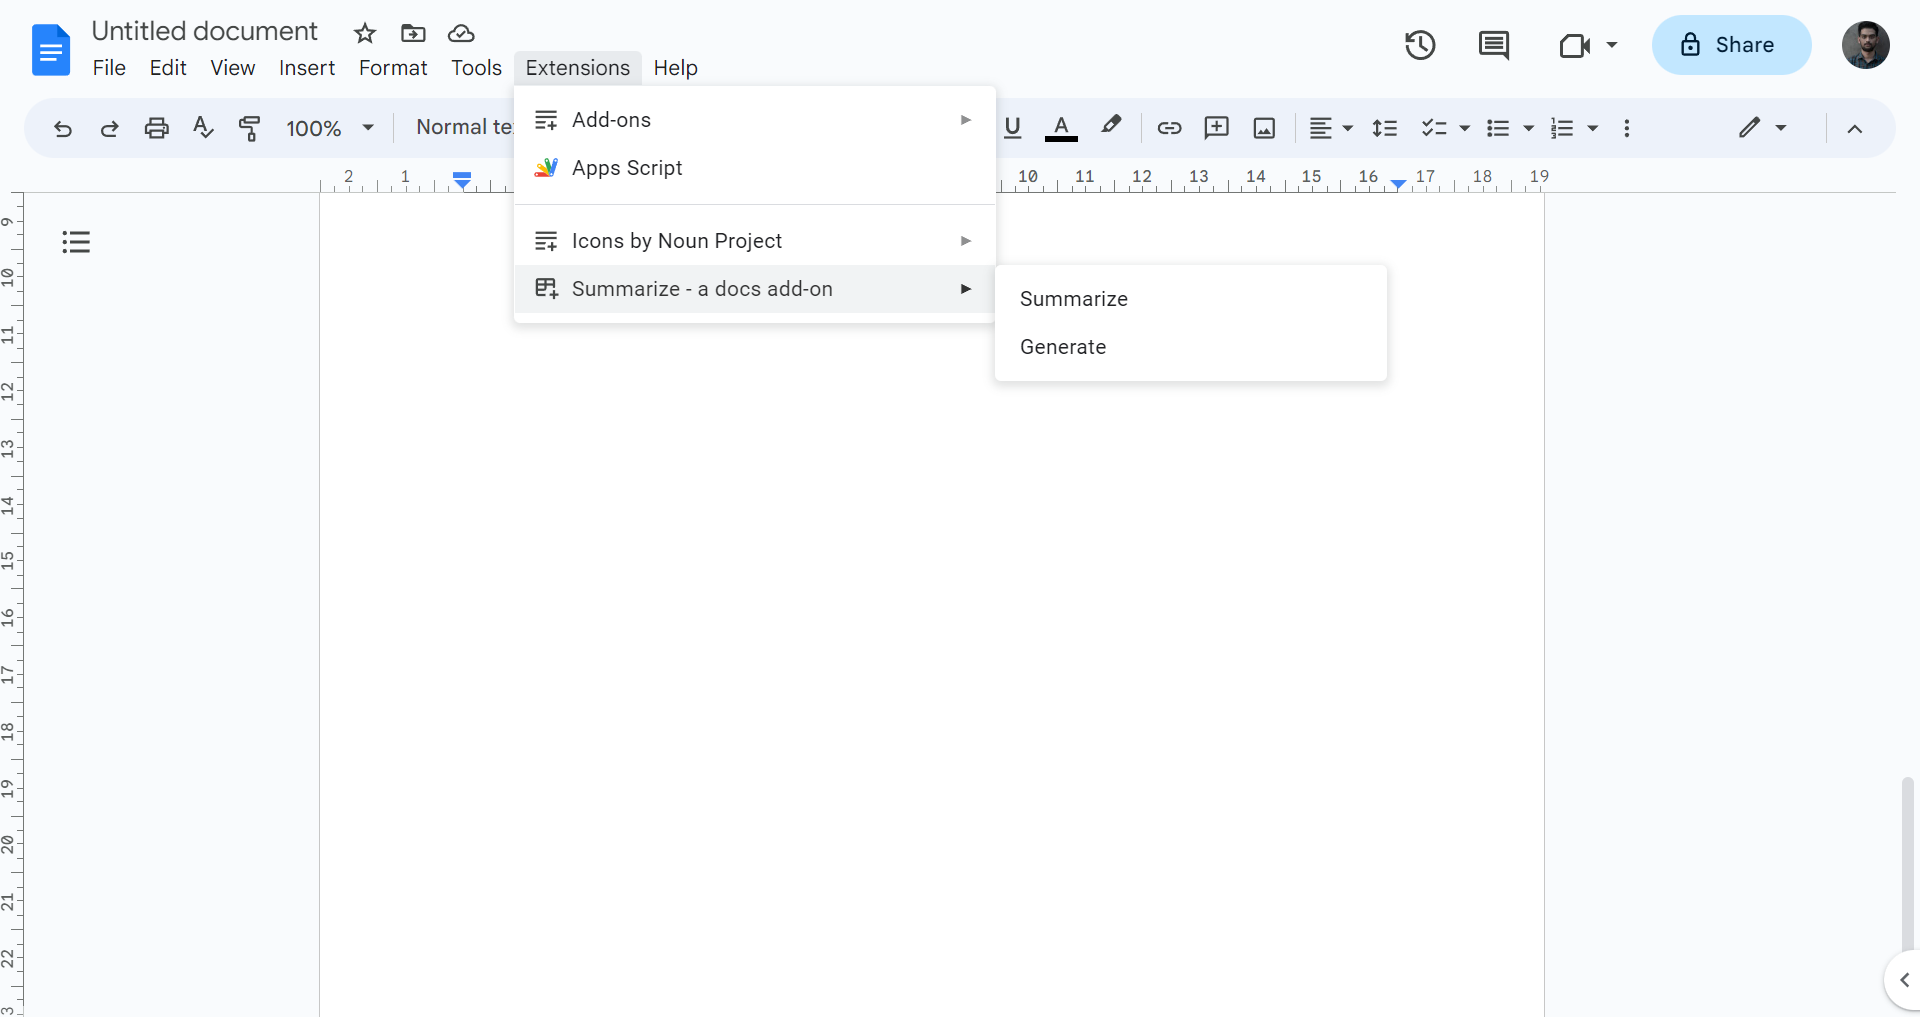 Untitled document
File Edit View Insert Format Tools Extensions Help
Share
100% Normal te
Add-ons
Apps Script
Icons by Noun Project
Summarize - a docs add-on
Summarize
Generate
2 1 10 11 12 13 14 15 16 17 18 19
9
10
11
12
13
14
15
16
17
18
19
20
21
22
3